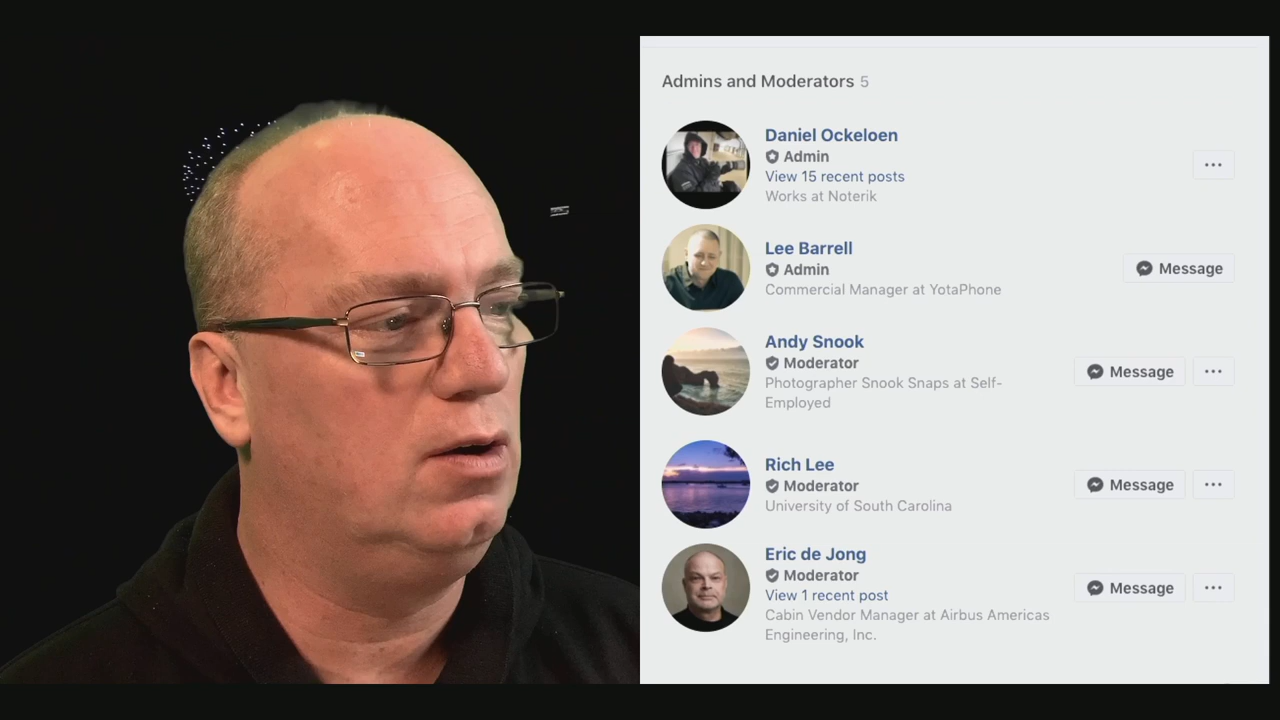 Admins and Moderators 5
Daniel Ockeloen
Admin
View 15 recent posts
Works at Noterik
Lee Barrell
Admin
Message
Commercial Manager at YotaPhone
Andy Snook
Moderator
Message
Photographer Snook Snaps at Self-
Employed
Rich Lee
Moderator
Message
University of South Carolina
Eric de Jong
Moderator
Message
View 1 recent post
Cabin Vendor Manager at Airbus Americas
Engineering, Inc.